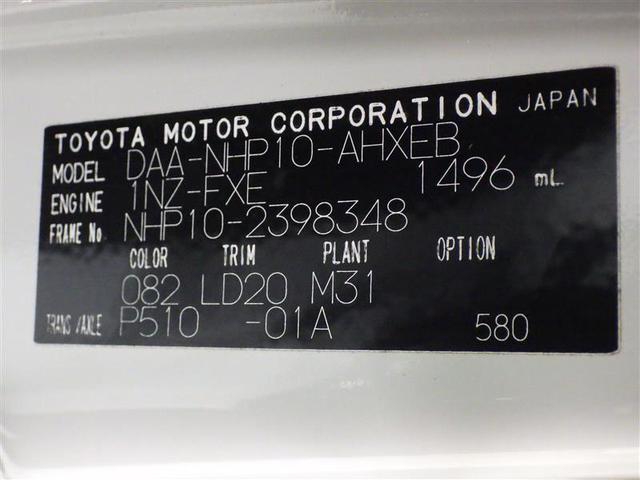 TOYOTA MOTOR CORPORATION JAPAN
MODEL DAA-NHP10-AHXEB
ENGINE 1NZ-FXE 1496 mL
FRAME No NHP10-2398348
COLOR TRIM PLANT OPTION
082 LD20 M31
TRANS/AXLE P510 -01A 580